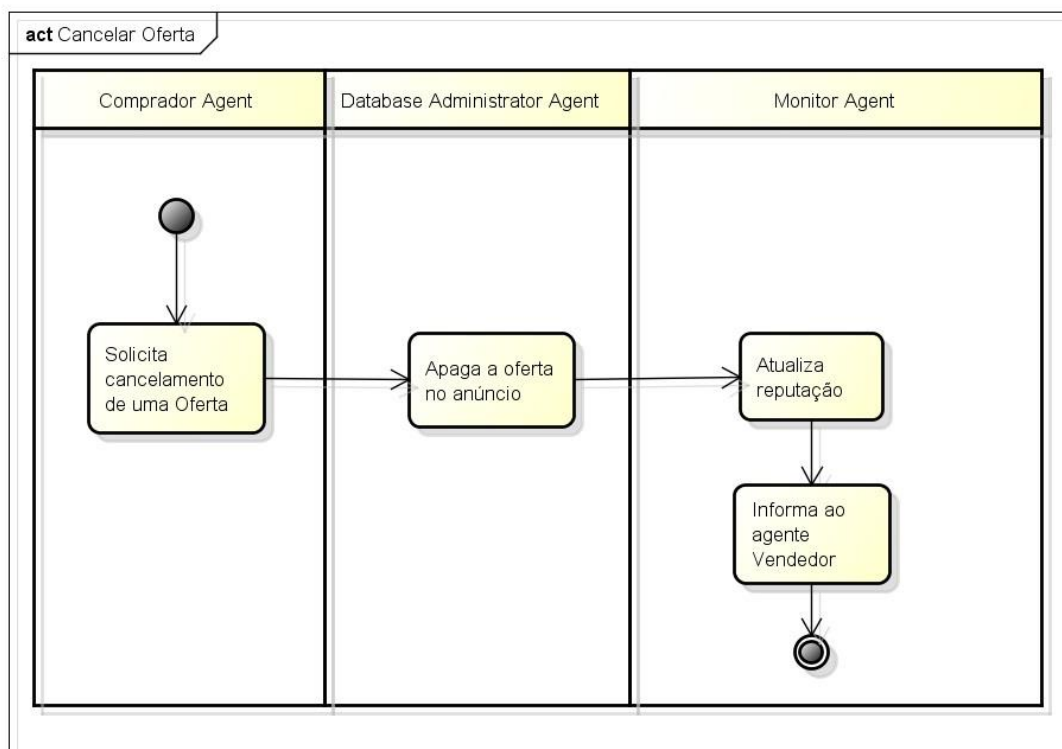 act Cancelar Oferta
Comprador Agent
Database Administrator Agent
Monitor Agent
Solicita
cancelamento
de uma Oferta
Apaga a oferta
no anúncio
Atualiza
reputação
Informa ao
agente
Vendedor